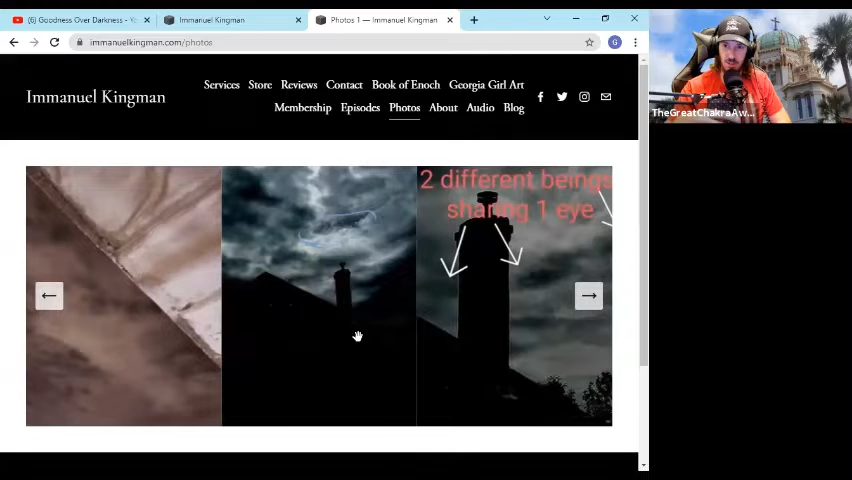 (6) Goodness Over Darkness - Yo
Immanuel Kingman
Photos 1 — Immanuel Kingman
immanuelkingman.com/photos
G
TheGreatChakraAw...
Immanuel Kingman
Services Store Reviews Contact Book of Enoch Georgia Girl Art
Membership Episodes Photos About Audio Blog
2 different beings
sharing 1 eye